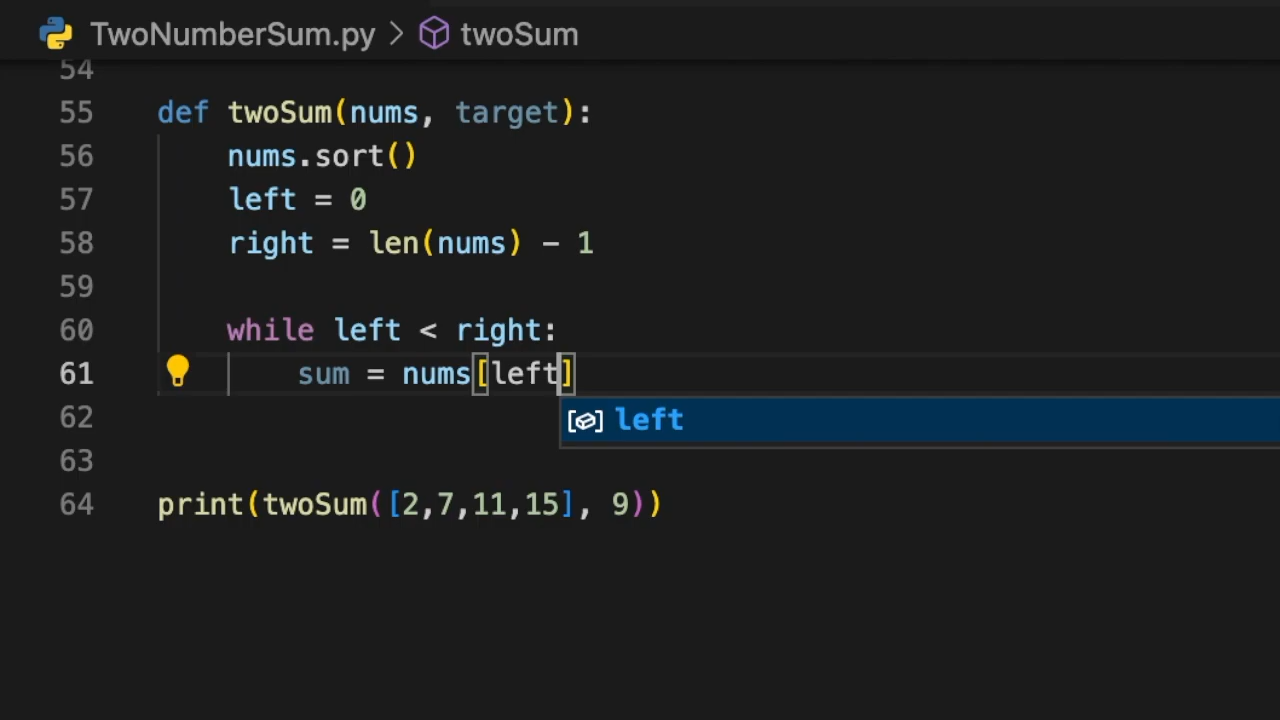 TwoNumberSum.py > twoSum
54
55 def twoSum(nums, target):
56 nums.sort()
57 left = 0
58 right = len(nums) - 1
59
60 while left < right:
61 sum = nums[left]
left
62
63
64 print(twoSum([2,7,11,15], 9))